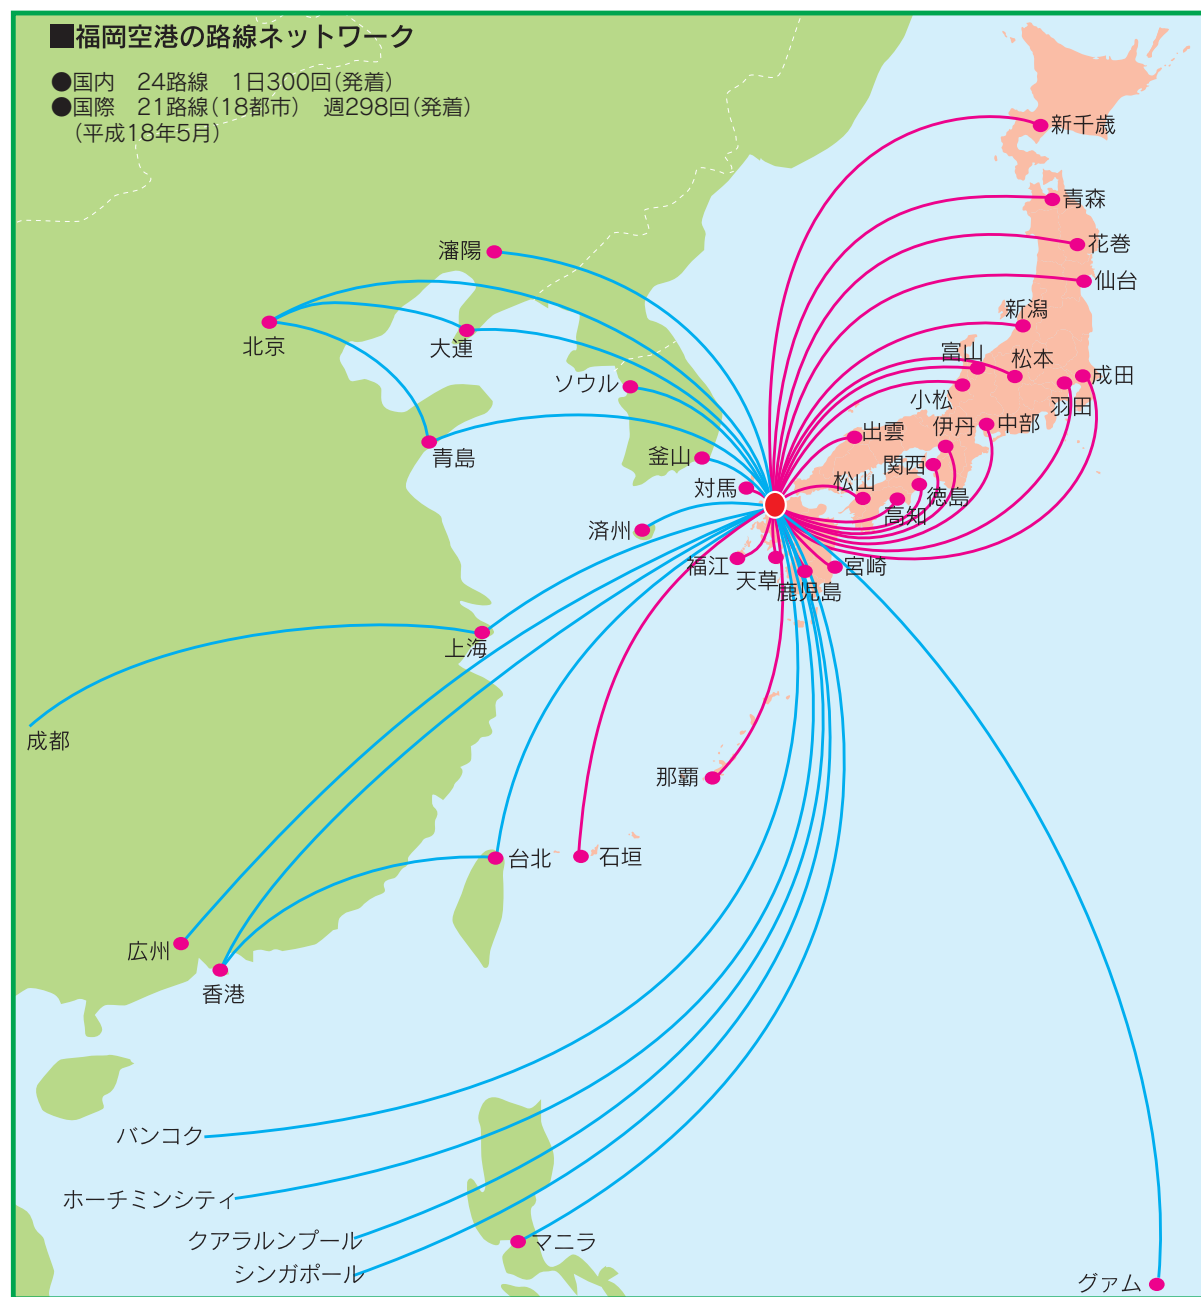 ■福岡空港の路線ネットワーク
●国内　24路線　1日300回（発着）
●国際　21路線（18都市）　週298回（発着）
（平成18年5月）
新千歳
青森
花巻
仙台
新潟
富山
松本
成田
小松
羽田
出雲
伊丹
中部
関西
松山
徳島
高知
瀋陽
北京
大連
ソウル
青島
釜山
対馬
済州
福江
天草
鹿児島
宮崎
上海
成都
那覇
台北
石垣
広州
香港
バンコク
ホーチミンシティ
クアラルンプール
マニラ
シンガポール
グァム